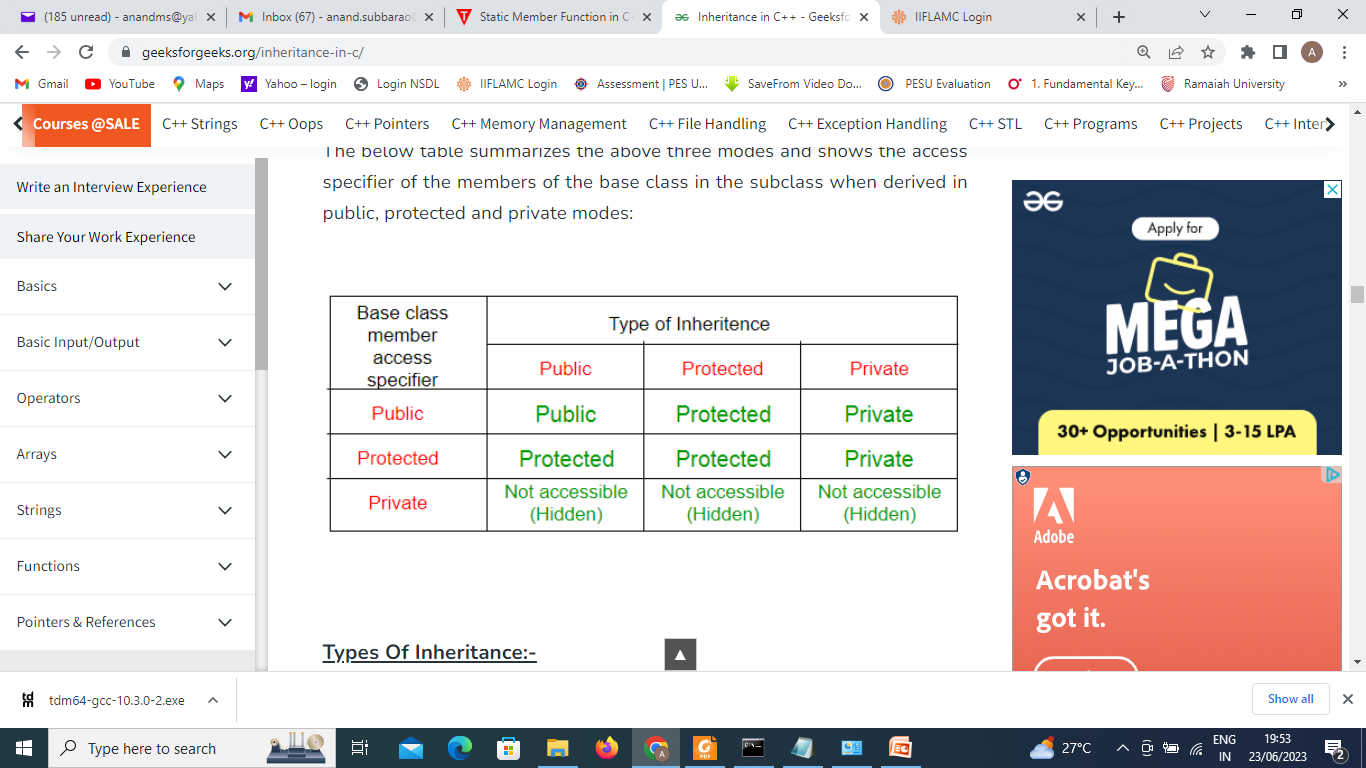 (185 unread) - anandms@yah
Inbox (67) - anand.subbarao@
Static Member Function in C
Inheritance in C++ - Geeksfo
IIFLAMC Login
geeksforgeeks.org/inheritance-in-c/
A
Gmail
YouTube
Maps
Yahoo – login
Login NSDL
IIFLAMC Login
Assessment | PES U...
SaveFrom Video Do...
PESU Evaluation
1. Fundamental Key...
Ramaiah University
»
Courses @SALE
C++ Strings
C++ Oops
C++ Pointers
C++ Memory Management
C++ File Handling
C++ Exception Handling
C++ STL
C++ Programs
C++ Projects
C++ Inter
Write an Interview Experience
Share Your Work Experience
Basics
Basic Input/Output
Operators
Arrays
Strings
Functions
Pointers & References
The below table summarizes the above three modes and shows the access
specifier of the members of the base class in the subclass when derived in
public, protected and private modes:
Base class
member
access
specifier
Type of Inheritence
Public Protected Private
Public Public Protected Private
Protected Protected Protected Private
Private Not accessible (Hidden) Not accessible (Hidden) Not accessible (Hidden)
Types Of Inheritance:-
Apply for
MEGA
JOB-A-THON
30+ Opportunities | 3-15 LPA
Adobe
Acrobat's
got it.
tdm64-gcc-10.3.0-2.exe
Show all
Type here to search
27°C
ENG
IN
19:53
23/06/2023
2